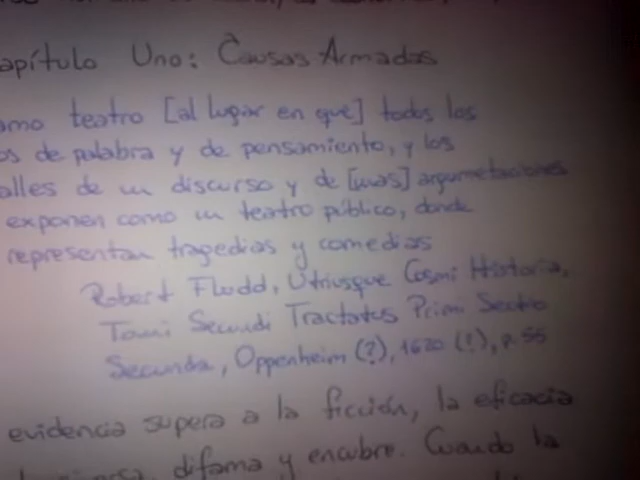 apítulo Uno: Causas Armadas
amo teatro [al lugar en que] todos los
os de palabra y de pensamiento, y los
alles de un discurso y de [unas] argumetaciones
exponen como un teatro público, donde
representan tragedias y comedias
Robert Fludd, Utriusque Cosmi Historia,
Tomi Secundi Tractatus Primi Sectio
Secunda, Oppenheim (?), 1620 (!), p. 55
evidencia supera a la ficción, la eficacia
difama y encubre. Cuando la